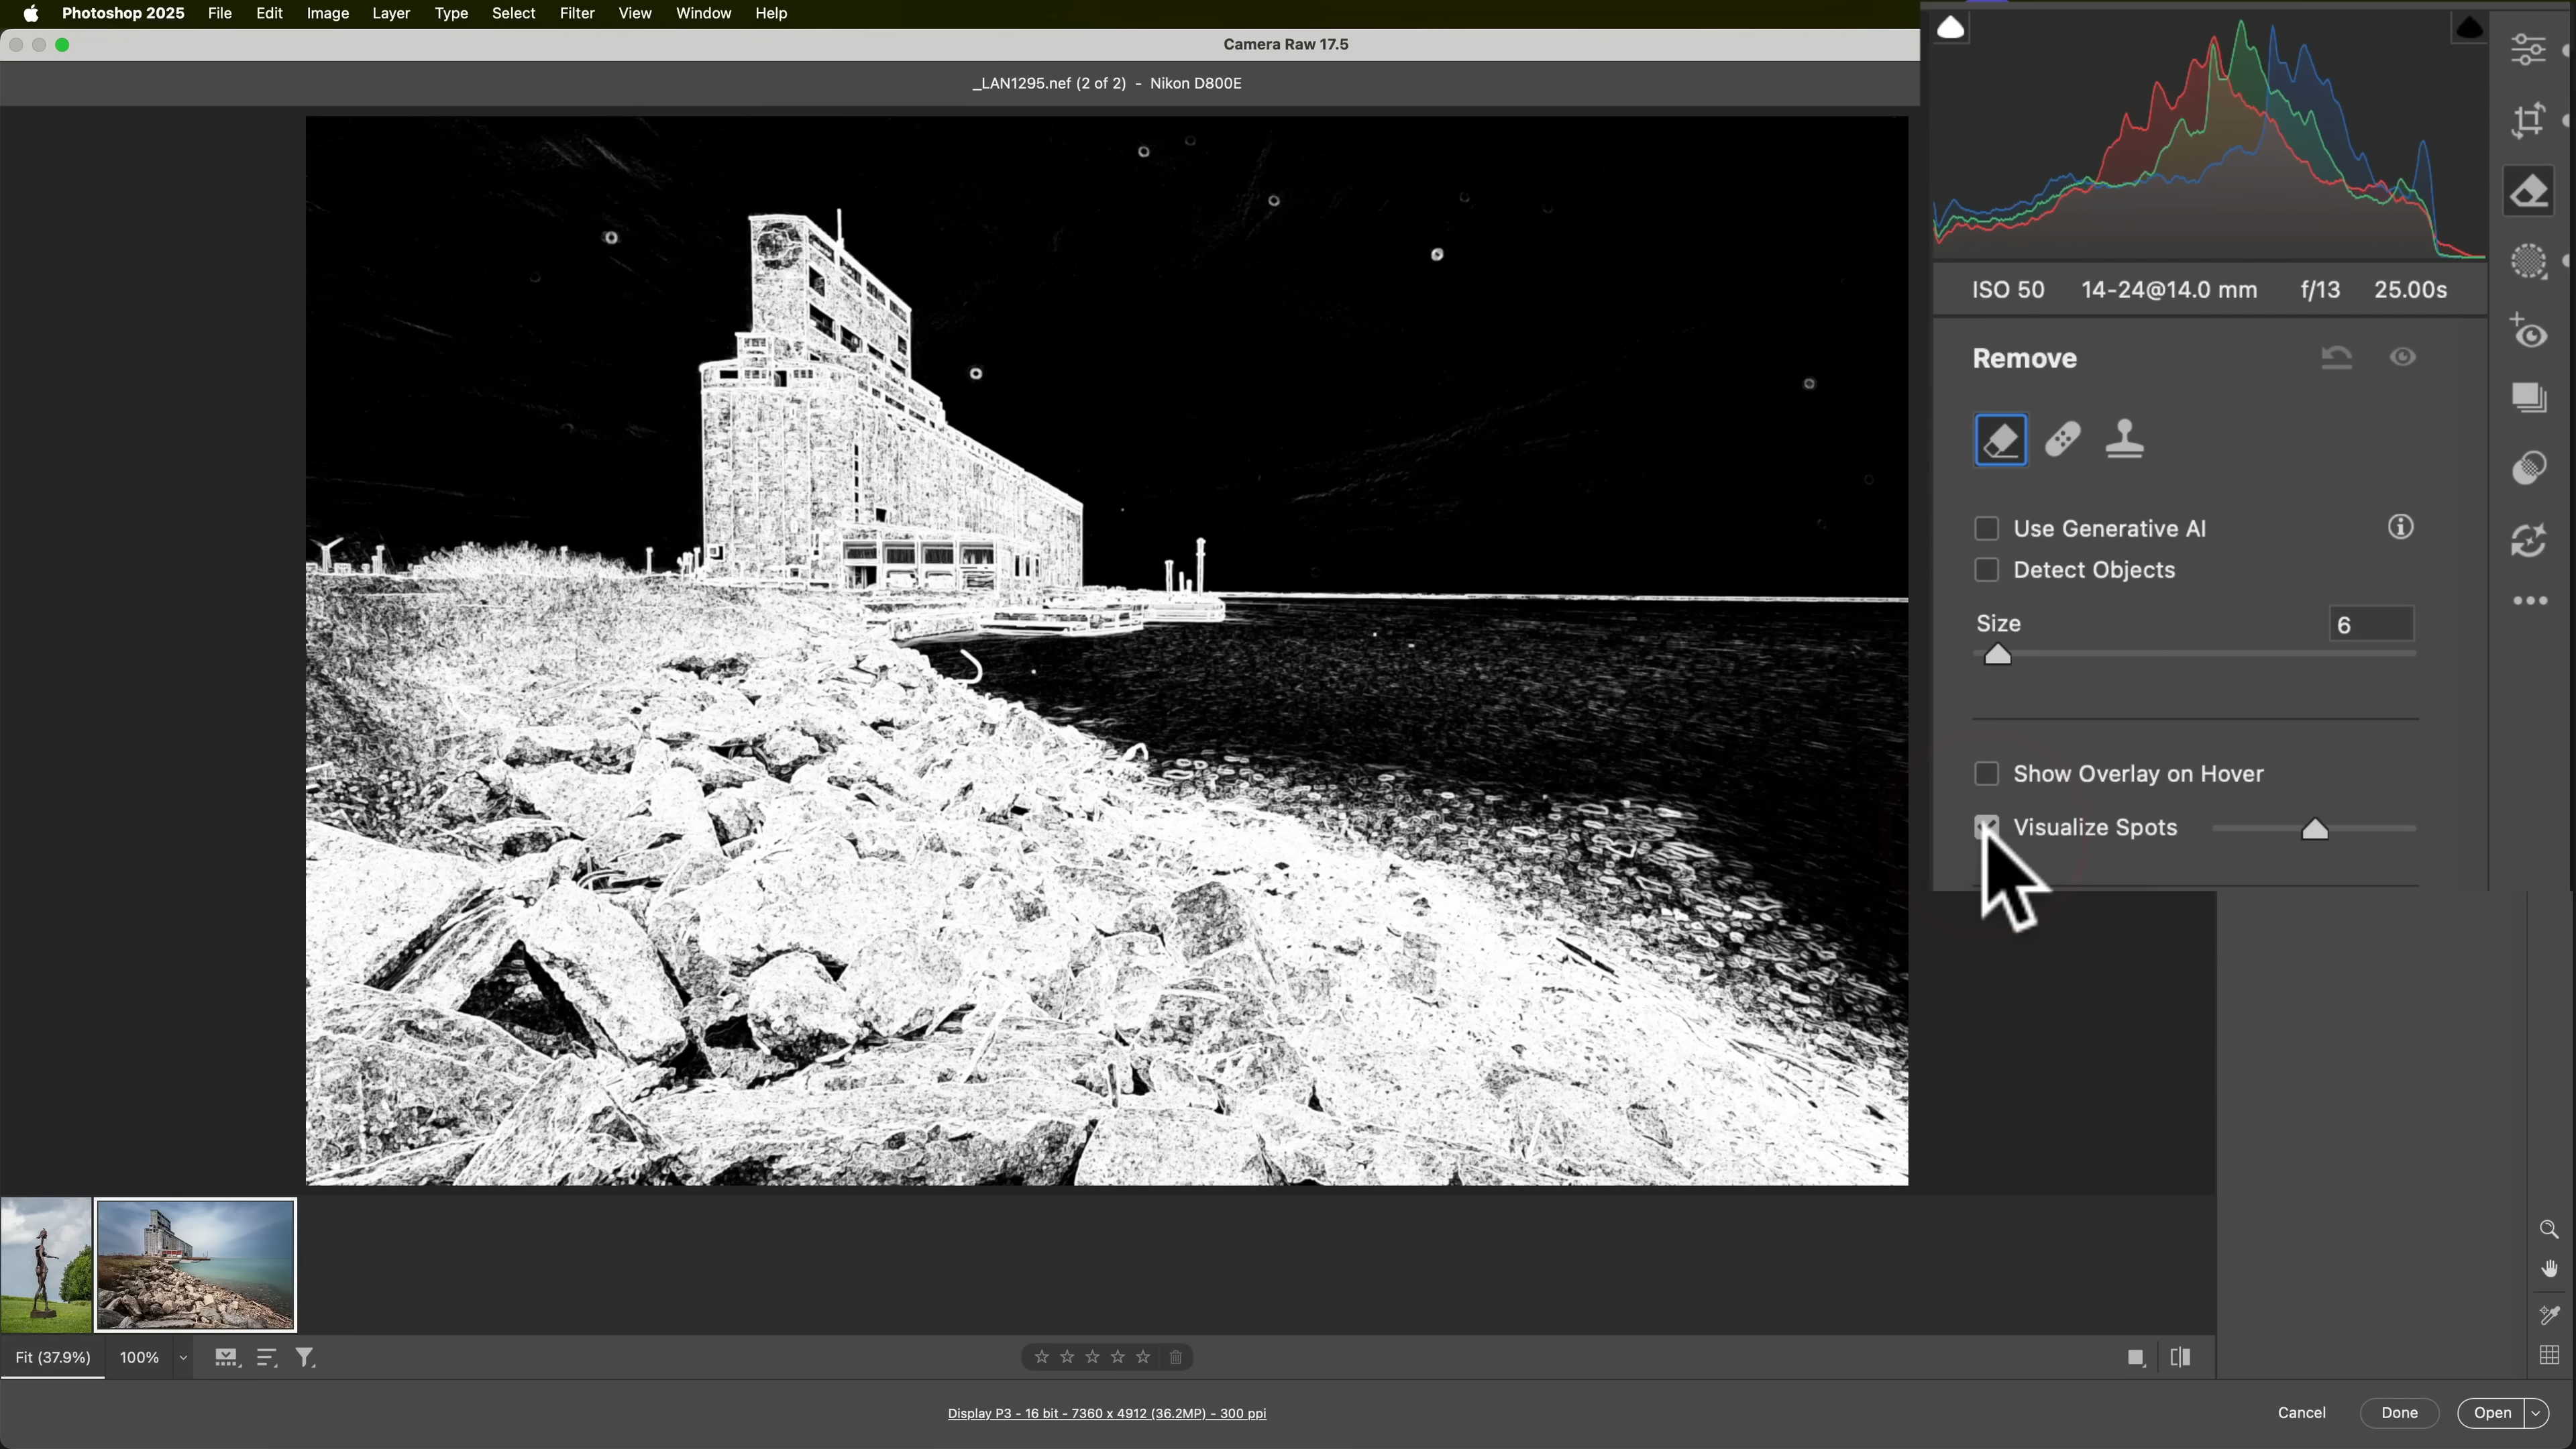 Photoshop 2025 File Edit Image Layer Type Select Filter View Window Help
Camera Raw 17.5
_LAN1295.nef (2 of 2) - Nikon D800E
ISO 50 14-24@14.0 mm f/13 25.00s
Remove
Use Generative AI
Detect Objects
Size 6
Show Overlay on Hover
Visualize Spots
Fit (37.9%) 100%
Display P3 - 16 bit - 7360 x 4912 (36.2MP) - 300 ppi
Cancel Done Open